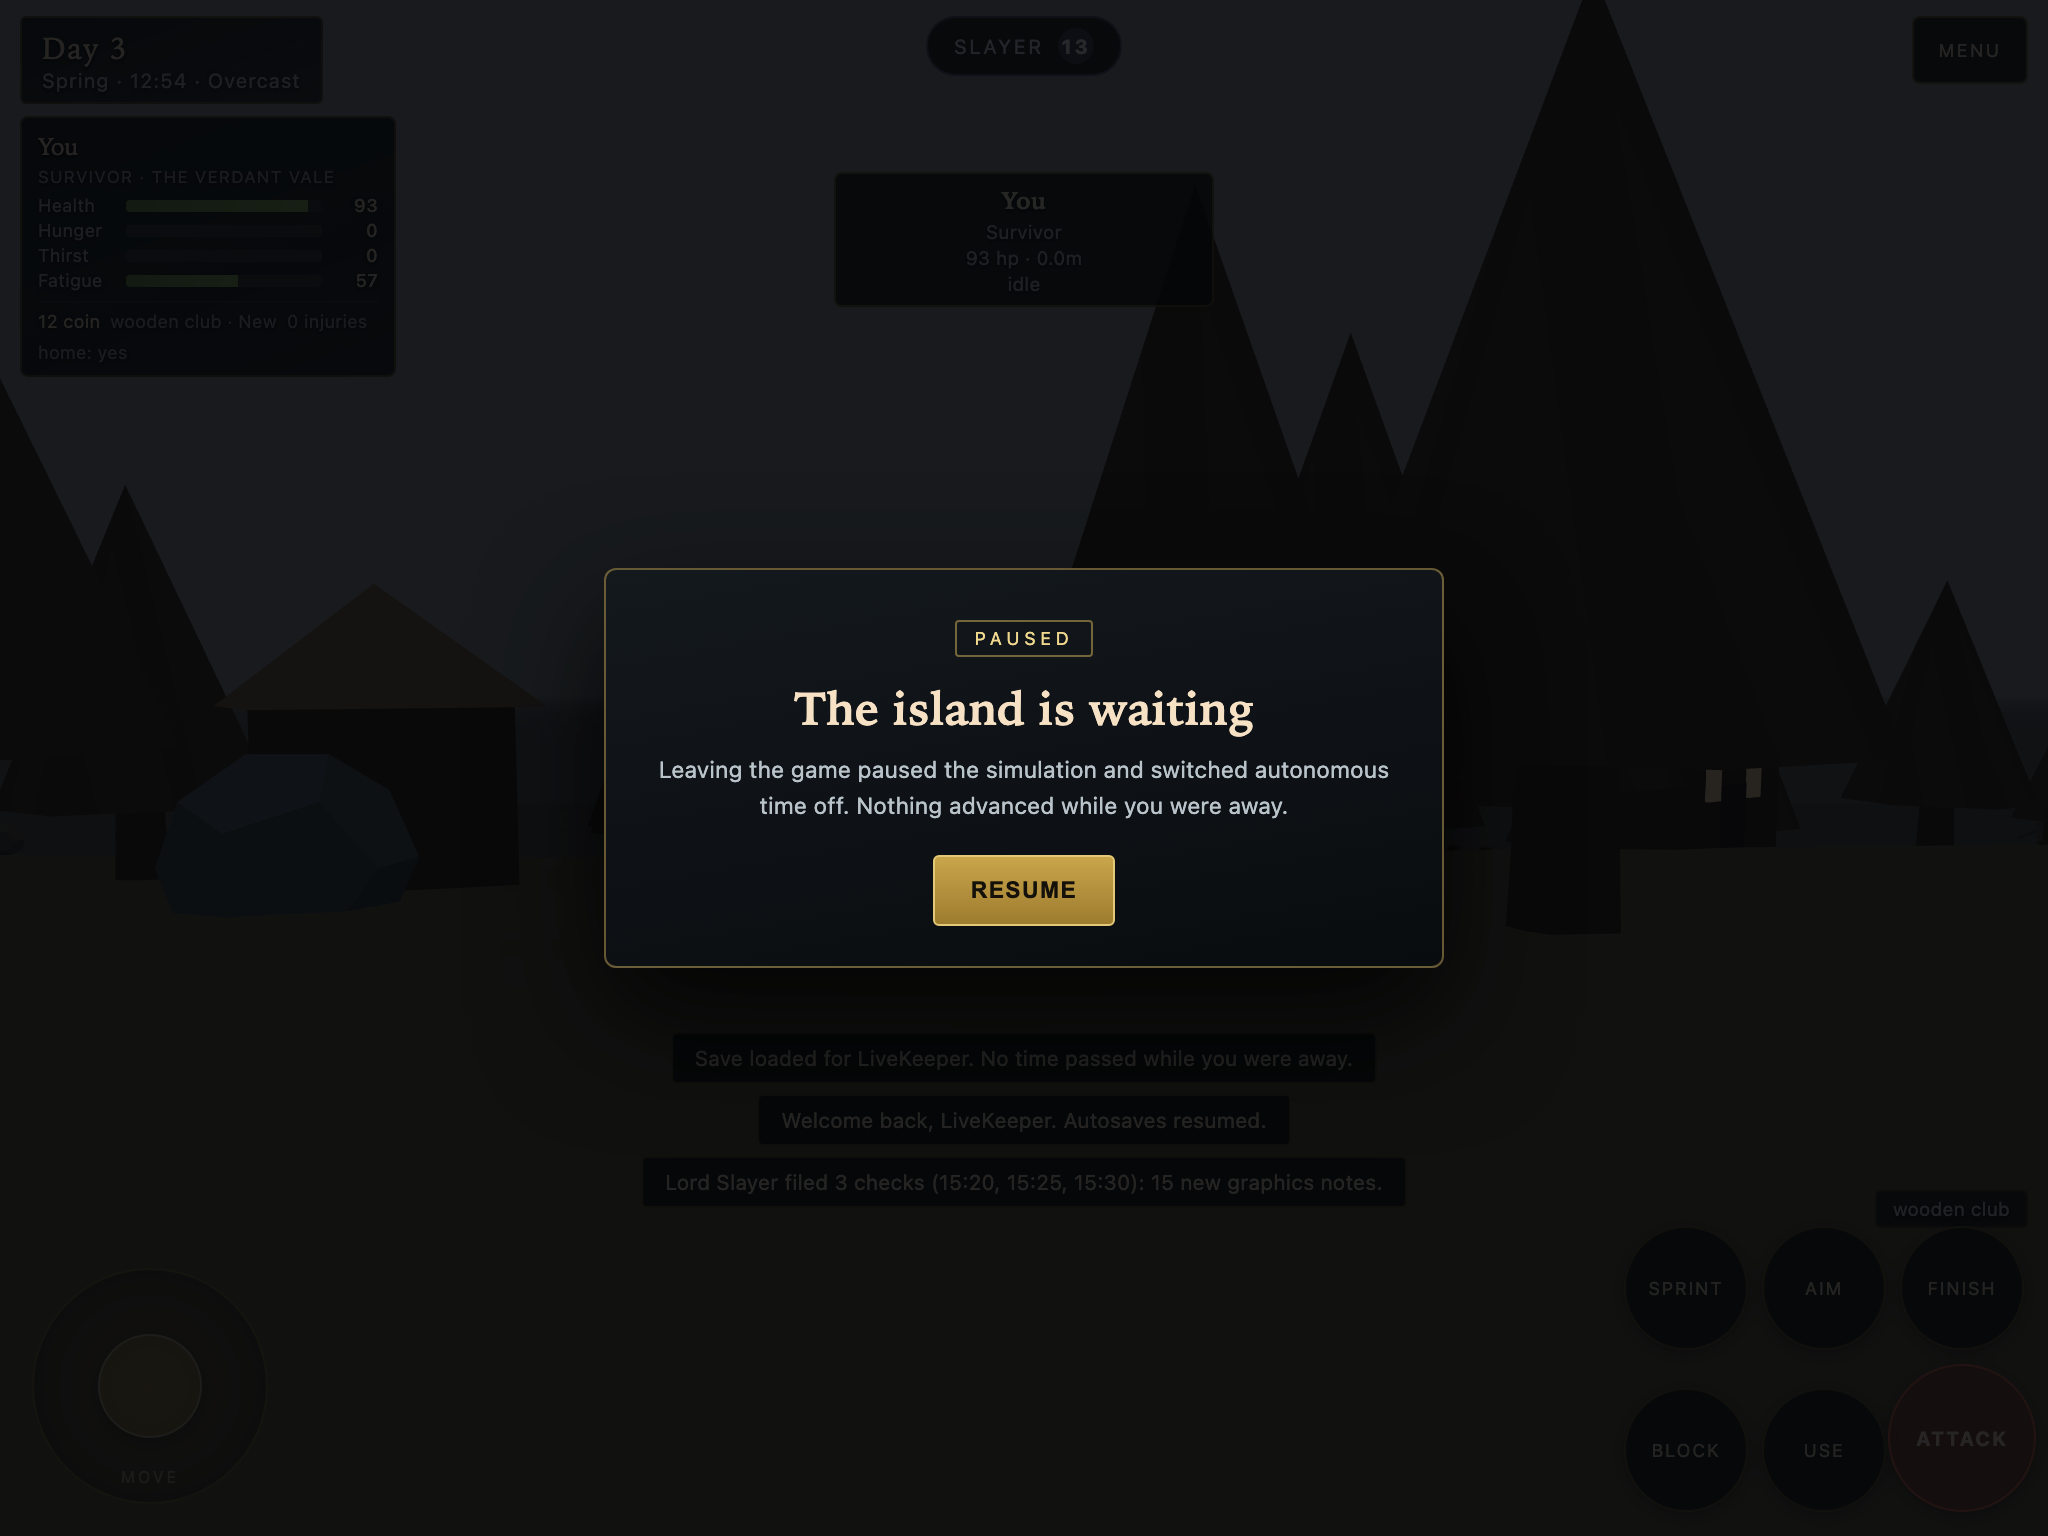 Day 3
Spring · 12:54 · Overcast
SLAYER 13
MENU
You
SURVIVOR · THE VERDANT VALE
Health 93
Hunger 0
Thirst 0
Fatigue 57
12 coin wooden club · New 0 injuries
home: yes
You
Survivor
93 hp · 0.0m
idle
PAUSED
The island is waiting
Leaving the game paused the simulation and switched autonomous
time off. Nothing advanced while you were away.
RESUME
Save loaded for LiveKeeper. No time passed while you were away.
Welcome back, LiveKeeper. Autosaves resumed.
Lord Slayer filed 3 checks (15:20, 15:25, 15:30): 15 new graphics notes.
wooden club
SPRINT AIM FINISH
BLOCK USE ATTACK
MOVE